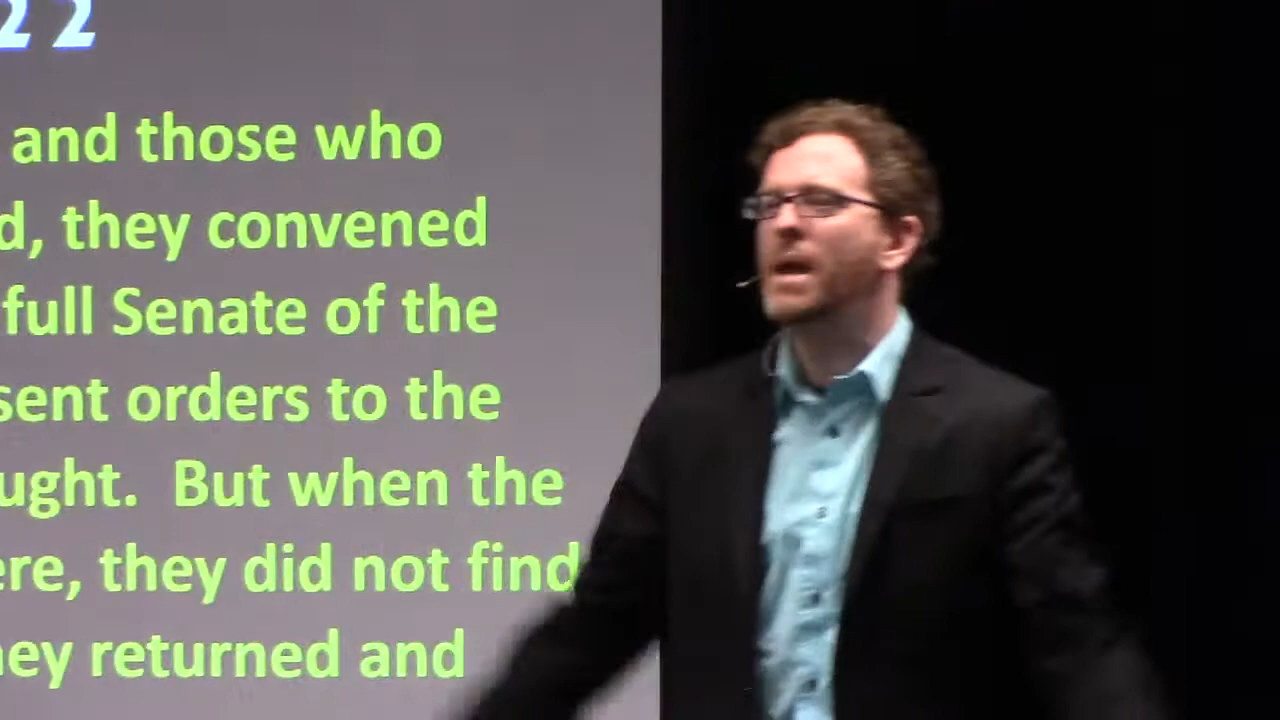 22
and those who
d, they convened
full Senate of the
sent orders to the
ught. But when the
ere, they did not find
ney returned and